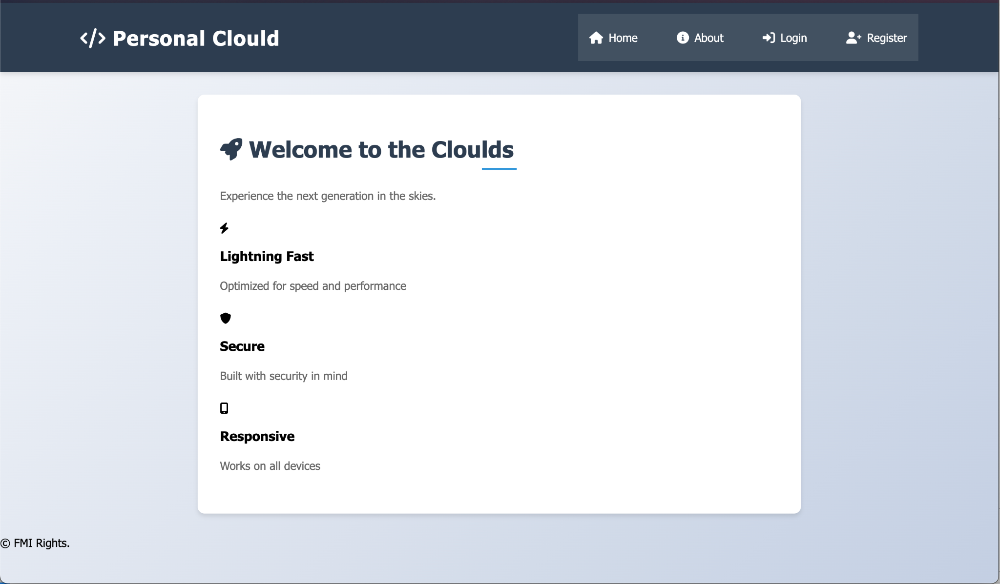 Personal Clould
Home About Login Register
Welcome to the Cloulds
Experience the next generation in the skies.
Lightning Fast
Optimized for speed and performance
Secure
Built with security in mind
Responsive
Works on all devices
© FMI Rights.